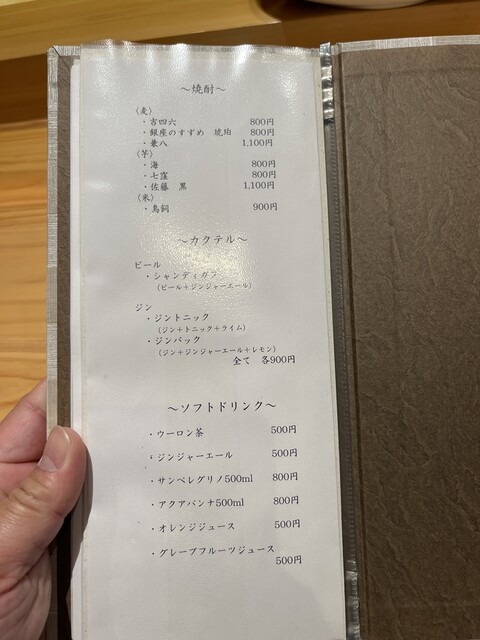 ～焼酎～
〈麦〉
・吉四六 800円
・銀座のすずめ 琥珀 800円
・兼八 1,100円
〈芋〉
・海 800円
・七窪 800円
・佐藤 黒 1,100円
〈米〉
・鳥飼 900円
～カクテル～
ビール
・シャンディガフ
(ビール＋ジンジャーエール)
ジン
・ジントニック
(ジン＋トニック＋ライム)
・ジンバック
(ジン＋ジンジャーエール＋レモン)
全て 各900円
～ソフトドリンク～
・ウーロン茶 500円
・ジンジャーエール 500円
・サンペレグリノ500ml 800円
・アクアパンナ500ml 800円
・オレンジジュース 500円
・グレープフルーツジュース
500円